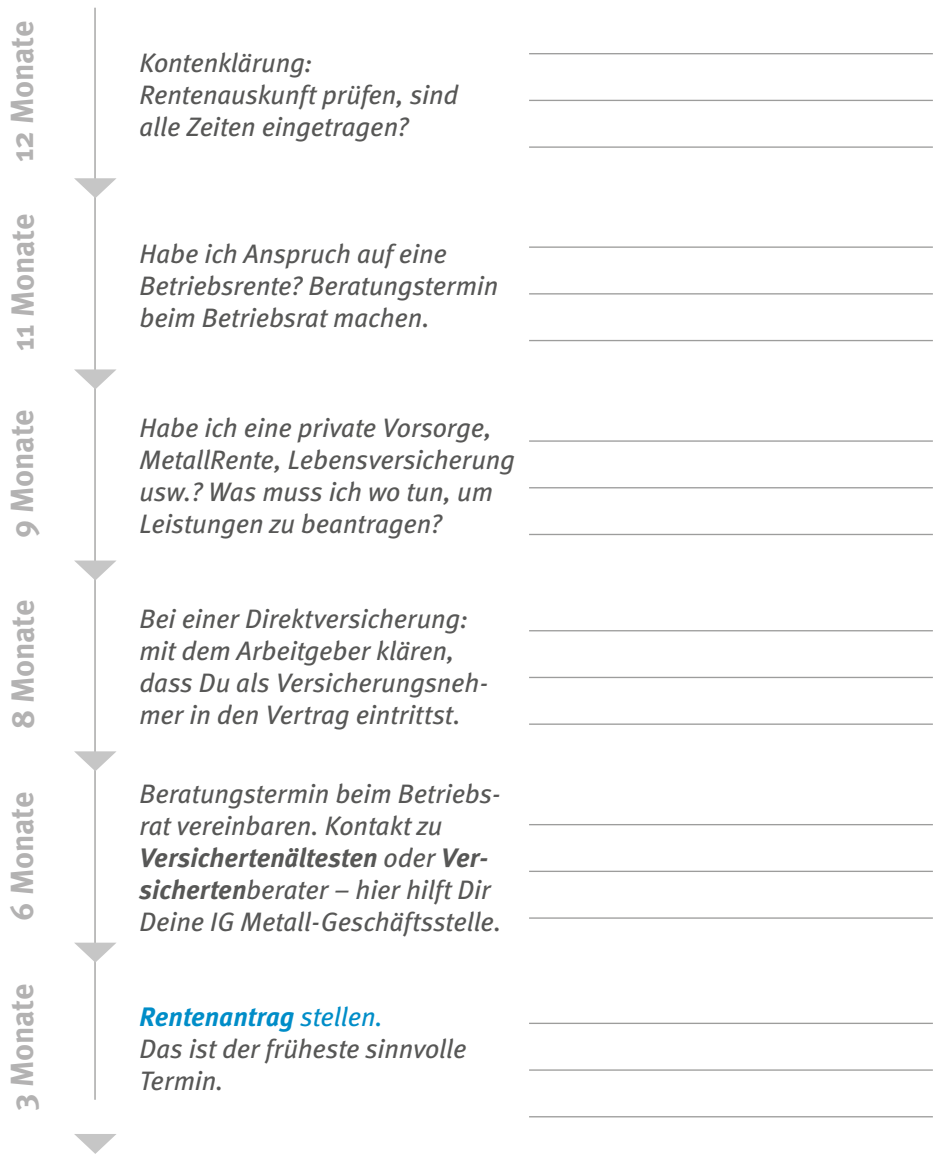 12 Monate
Kontenklärung:
Rentenauskunft prüfen, sind
alle Zeiten eingetragen?
11 Monate
Habe ich Anspruch auf eine
Betriebsrente? Beratungstermin
beim Betriebsrat machen.
9 Monate
Habe ich eine private Vorsorge,
MetallRente, Lebensversicherung
usw.? Was muss ich wo tun, um
Leistungen zu beantragen?
8 Monate
Bei einer Direktversicherung:
mit dem Arbeitgeber klären,
dass Du als Versicherungsneh-
mer in den Vertrag eintrittst.
6 Monate
Beratungstermin beim Betriebs-
rat vereinbaren. Kontakt zu
Versichertenältesten oder Ver-
sichertenberater – hier hilft Dir
Deine IG Metall-Geschäftsstelle.
3 Monate
Rentenantrag stellen.
Das ist der früheste sinnvolle
Termin.